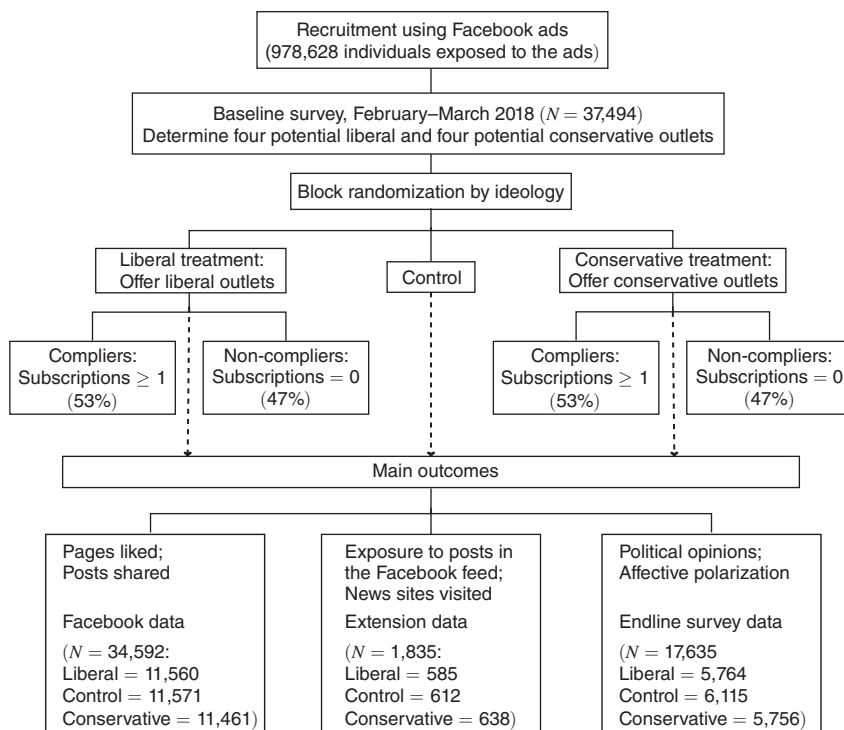 Recruitment using Facebook ads
(978,628 individuals exposed to the ads)
Baseline survey, February–March 2018 (N = 37,494)
Determine four potential liberal and four potential conservative outlets
Block randomization by ideology
Liberal treatment:
Offer liberal outlets
Control
Conservative treatment:
Offer conservative outlets
Compliers:
Subscriptions ≥ 1
(53%)
Non-compliers:
Subscriptions = 0
(47%)
Compliers:
Subscriptions ≥ 1
(53%)
Non-compliers:
Subscriptions = 0
(47%)
Main outcomes
Pages liked;
Posts shared
Facebook data
(N = 34,592:
Liberal = 11,560
Control = 11,571
Conservative = 11,461)
Exposure to posts in
the Facebook feed;
News sites visited
Extension data
(N = 1,835:
Liberal = 585
Control = 612
Conservative = 638)
Political opinions;
Affective polarization
Endline survey data
(N = 17,635
Liberal = 5,764
Control = 6,115
Conservative = 5,756)